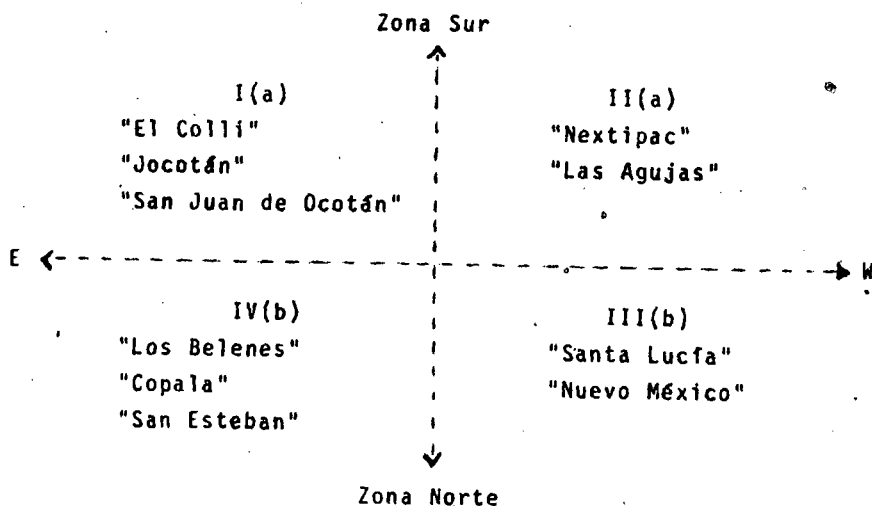 Zona Sur
I(a)
"El Colli"
"Jocotán"
"San Juan de Ocotán"
II(a)
"Nextipac"
"Las Agujas"
E
W
IV(b)
"Los Belenes"
"Copala"
"San Esteban"
III(b)
"Santa Lucía"
"Nuevo México"
Zona Norte